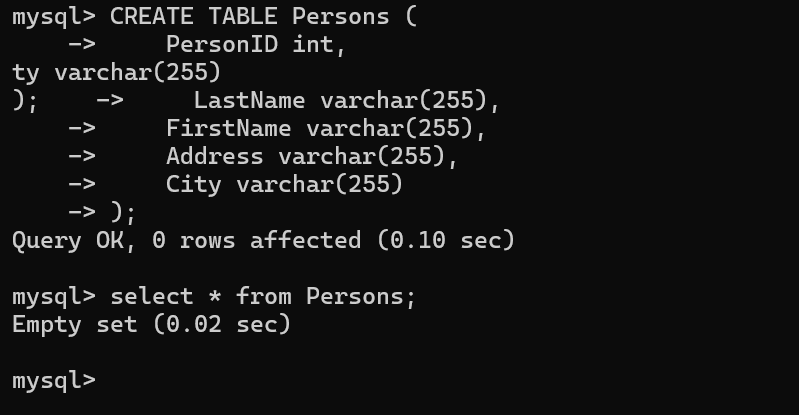 mysql> CREATE TABLE Persons (
    ->     PersonID int,
ty varchar(255)
);    ->     LastName varchar(255),
    ->     FirstName varchar(255),
    ->     Address varchar(255),
    ->     City varchar(255)
    -> );
Query OK, 0 rows affected (0.10 sec)

mysql> select * from Persons;
Empty set (0.02 sec)

mysql>